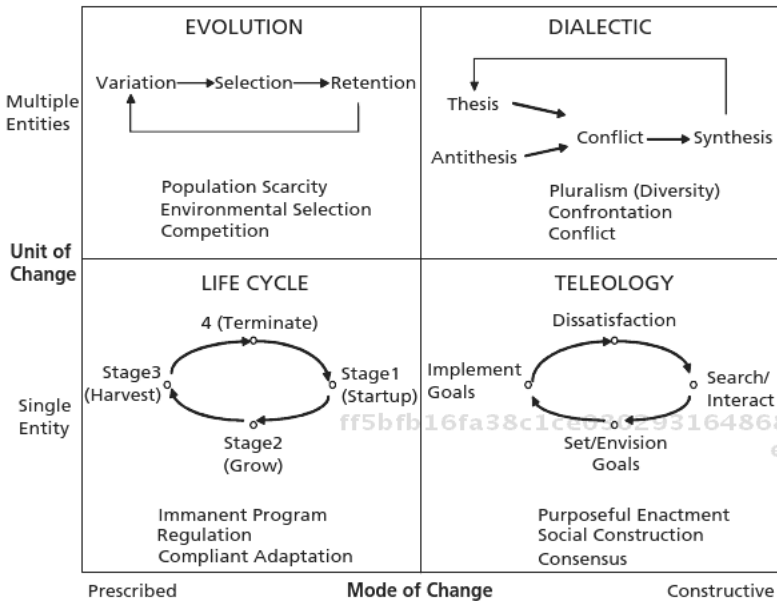 EVOLUTION
Variation Selection Retention
Multiple
Entities
Population Scarcity
Environmental Selection
Competition
DIALECTIC
Thesis
Antithesis
Conflict Synthesis
Pluralism (Diversity)
Confrontation
Conflict
Unit of
Change
LIFE CYCLE
4 (Terminate)
Stage3
(Harvest)
Stage1
(Startup)
Stage2
(Grow)
Single
Entity
Immanent Program
Regulation
Compliant Adaptation
TELEOLOGY
Dissatisfaction
Implement
Goals
Search/
Interact
Set/Envision
Goals
Purposeful Enactment
Social Construction
Consensus
Prescribed Mode of Change Constructive